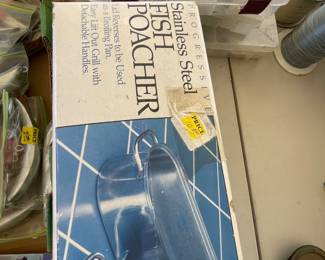 PROGRESSIVE
Stainless Steel
FISH
POACHER
Lid Reverses to be Used
as a Broiling Pan.
Easy Lift Out Grill with
Detachable Handles.
PRICE
PRICE